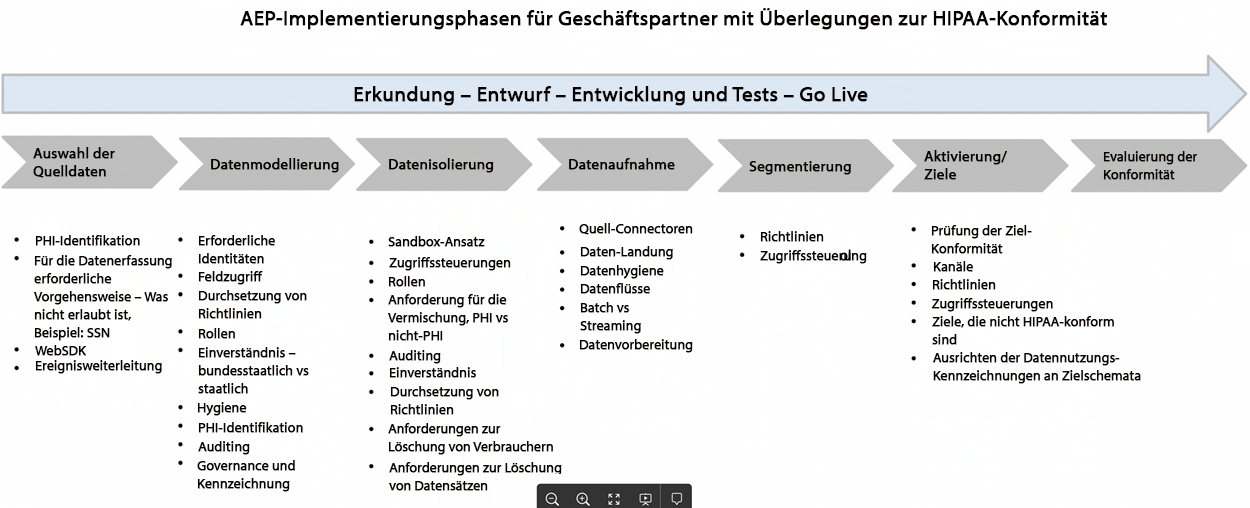 AEP-Implementierungsphasen für Geschäftspartner mit Überlegungen zur HIPAA-Konformität
Erkundung – Entwurf – Entwicklung und Tests – Go Live
Auswahl der
Quelldaten
Datenmodellierung
Datenisolierung
Datenaufnahme
Segmentierung
Aktivierung/
Ziele
Evaluierung der
Konformität
• PHI-Identifikation
• Für die Datenerfassung
erforderliche
Vorgehensweise – Was
nicht erlaubt ist,
Beispiel: SSN
• WebSDK
• Ereignisweiterleitung
• Erforderliche
Identitäten
• Feldzugriff
• Durchsetzung von
Richtlinien
• Rollen
• Einverständnis –
bundesstaatlich vs
staatlich
• Hygiene
• PHI-Identifikation
• Auditing
• Governance und
Kennzeichnung
• Sandbox-Ansatz
• Zugriffssteuerungen
• Rollen
• Anforderung für die
Vermischung, PHI vs
nicht-PHI
• Auditing
• Einverständnis
• Durchsetzung von
Richtlinien
• Anforderungen zur
Löschung von Verbrauchern
• Anforderungen zur Löschung
von Datensätzen
• Quell-Connectoren
• Daten-Landung
• Datenhygiene
• Datenflüsse
• Batch vs
Streaming
• Datenvorbereitung
• Richtlinien
• Zugriffssteuerung
• Prüfung der Ziel-
Konformität
• Kanäle
• Richtlinien
• Zugriffssteuerungen
• Ziele, die nicht HIPAA-konform
sind
• Ausrichten der Datennutzungs-
Kennzeichnungen an Zielschemata